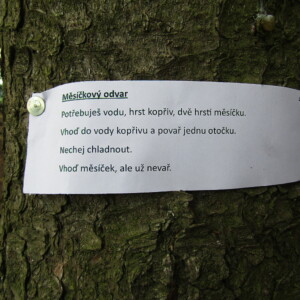 Měsíčkový odvar
Potřebuješ vodu, hrst kopřiv, dvě hrsti měsíčku.
Vhoď do vody kopřivu a povař jednu otočku.
Nechej chladnout.
Vhoď měsíček, ale už nevař.